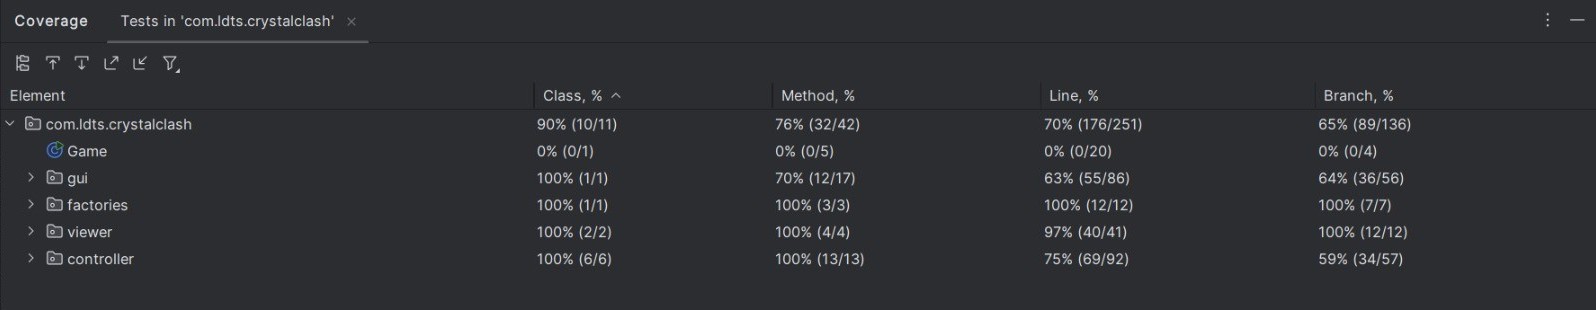 Coverage Tests in 'com.ldts.crystalclash' ×
Element Class, % Method, % Line, % Branch, %
com.ldts.crystalclash 90% (10/11) 76% (32/42) 70% (176/251) 65% (89/136)
Game 0% (0/1) 0% (0/5) 0% (0/20) 0% (0/4)
gui 100% (1/1) 70% (12/17) 63% (55/86) 64% (36/56)
factories 100% (1/1) 100% (3/3) 100% (12/12) 100% (7/7)
viewer 100% (2/2) 100% (4/4) 97% (40/41) 100% (12/12)
controller 100% (6/6) 100% (13/13) 75% (69/92) 59% (34/57)